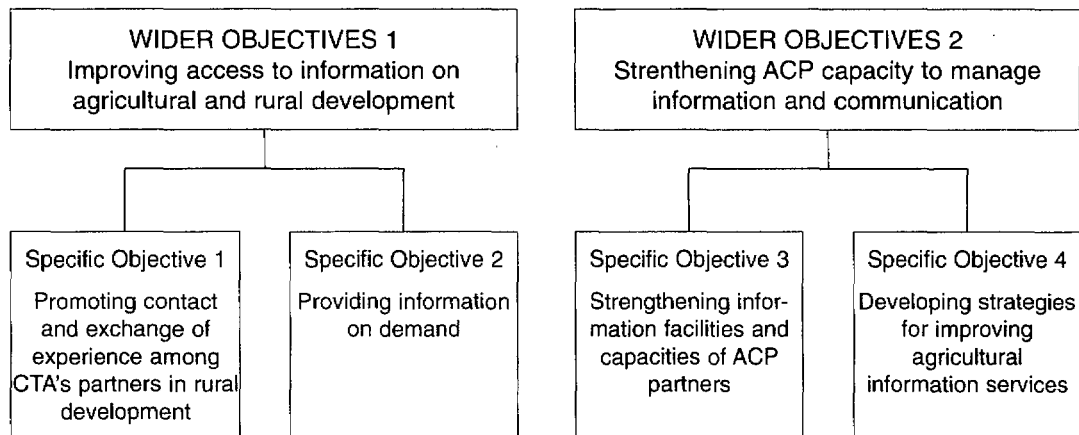 WIDER OBJECTIVES 1
Improving access to information on
agricultural and rural development
WIDER OBJECTIVES 2
Strenthening ACP capacity to manage
information and communication
Specific Objective 1
Promoting contact
and exchange of
experience among
CTA's partners in rural
development
Specific Objective 2
Providing information
on demand
Specific Objective 3
Strengthening infor-
mation facilities and
capacities of ACP
partners
Specific Objective 4
Developing strategies
for improving
agricultural
information services